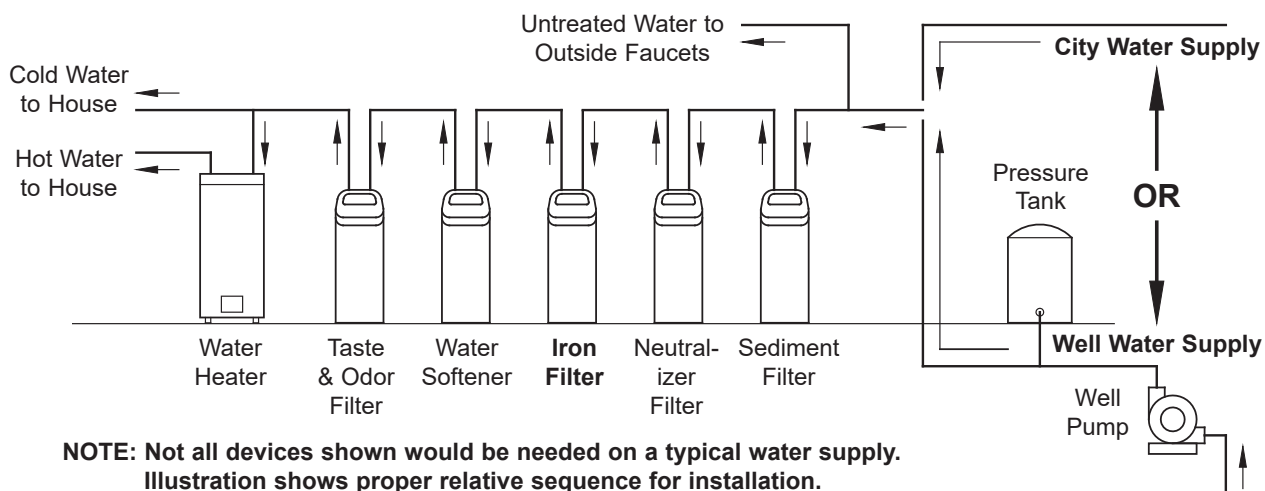 Untreated Water to
Outside Faucets
City Water Supply
Cold Water
to House
Hot Water
to House
Pressure
Tank
OR
Well Water Supply
Water
Heater
Taste
& Odor
Filter
Water
Softener
Iron
Filter
Neutral-
izer
Filter
Sediment
Filter
Well
Pump
NOTE: Not all devices shown would be needed on a typical water supply.
Illustration shows proper relative sequence for installation.